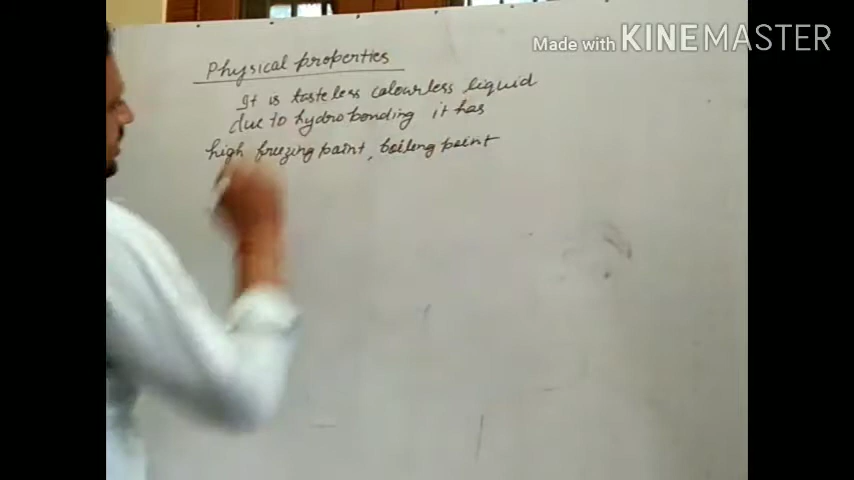 Made with KINEMASTER
Physical properties
It is tasteless colourless liquid
due to hydro bonding it has
high freezing paint, boileng point